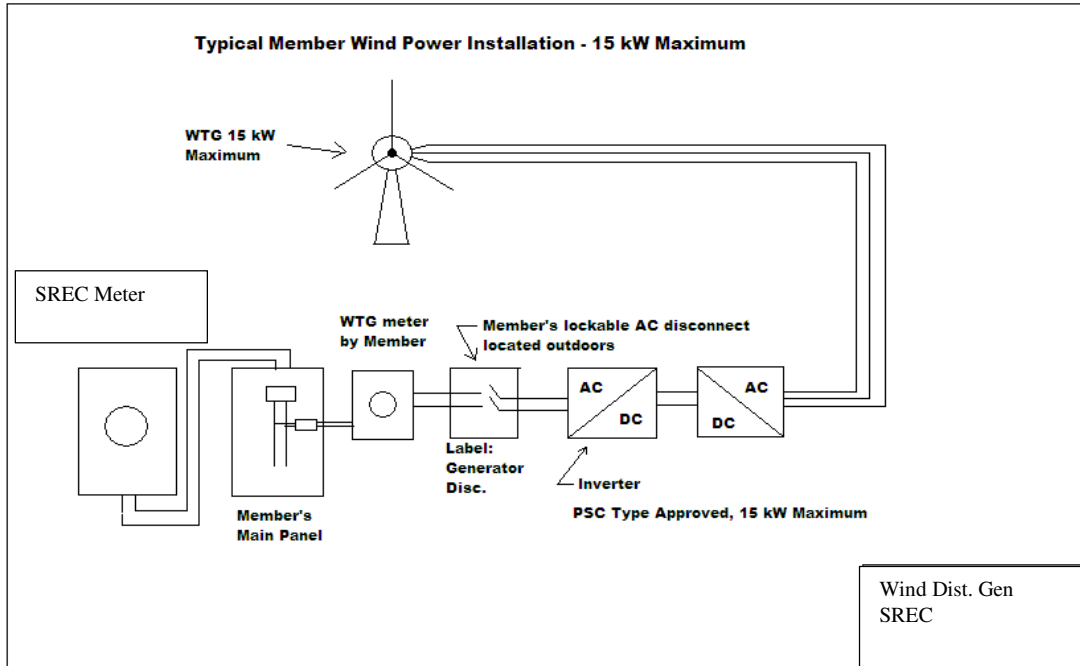 Typical Member Wind Power Installation - 15 kW Maximum
WTG 15 kW
Maximum
SREC Meter
WTG meter
by Member
Member's lockable AC disconnect
located outdoors
AC
DC
AC
DC
Label:
Generator
Disc.
Inverter
PSC Type Approved, 15 kW Maximum
Member's
Main Panel
Wind Dist. Gen
SREC